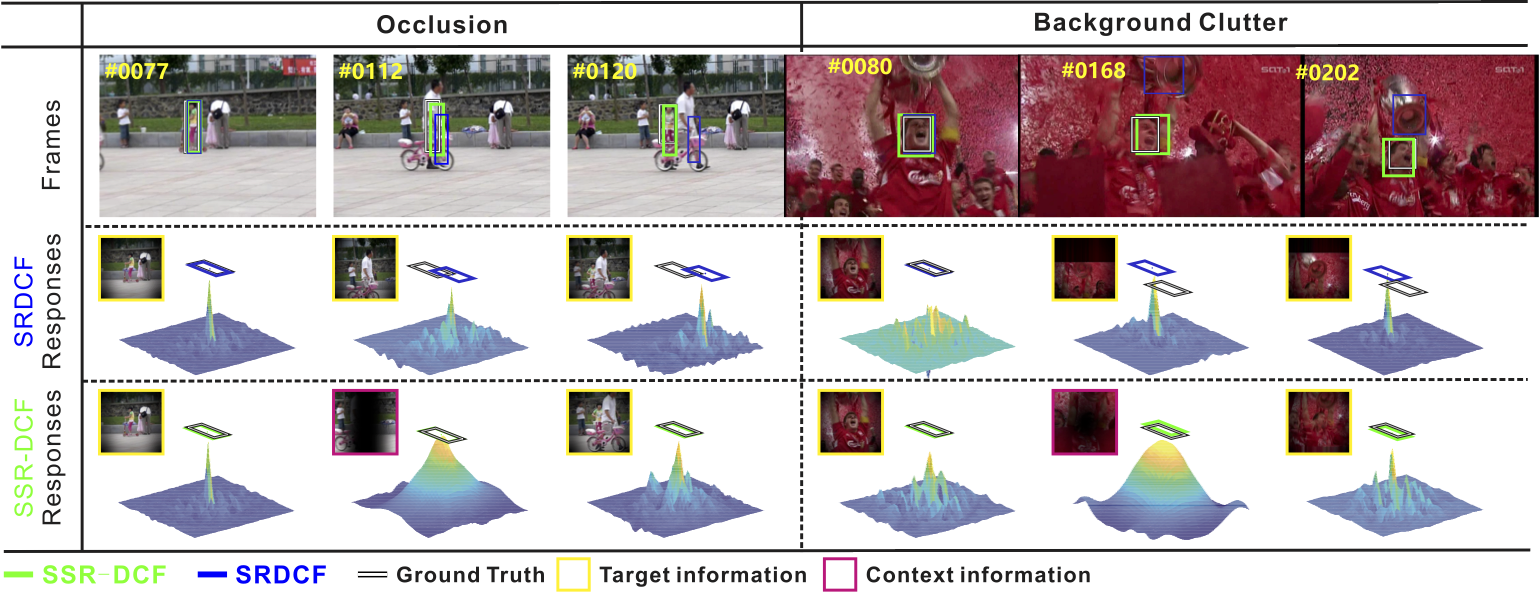 Occlusion
Background Clutter
Frames
#0077
#0112
#0120
#0080
#0168
#0202
SRDCF
Responses
SSR-DCF
Responses
SSR-DCF
SRDCF
Ground Truth
Target information
Context information